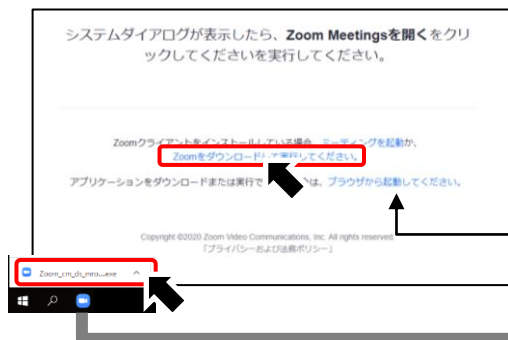 システムダイアログが表示したら、Zoom Meetingsを開くをクリ
ックしてくださいを実行してください。
Zoomクライアントをインストールしている場合、ミーティングを起動か、
Zoomをダウンロードして実行してください。
アプリケーションをダウンロードまたは実行で は、ブラウザから起動してください。
Copyright ©2020 Zoom Video Communications, Inc. All rights reserved.
「プライバシーおよび法務ポリシー」
Zoom_cm_ds_mro....exe